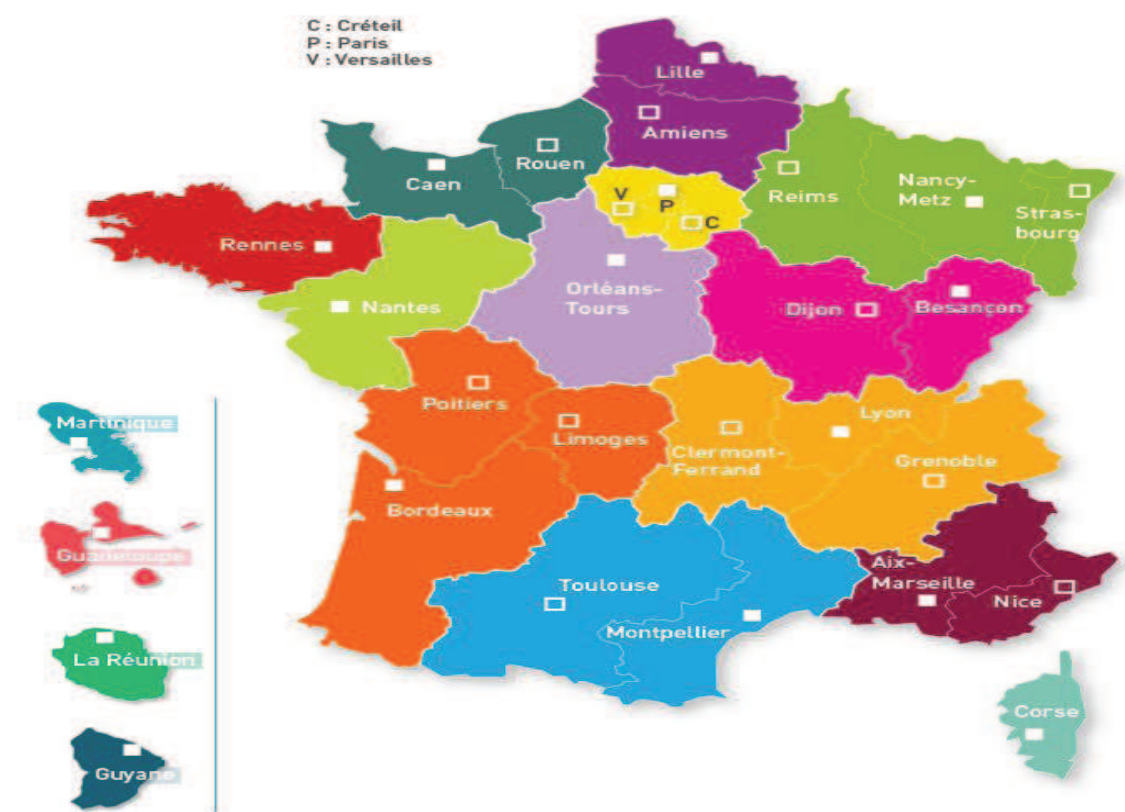 C : Créteil
P : Paris
V : Versailles
Lille
Amiens
Rouen
Caen
Reims
Nancy-
Metz
Stras-
bourg
V
P
C
Rennes
Nantes
Orléans-
Tours
Dijon
Besançon
Poitiers
Limoges
Clermont-
Ferrand
Lyon
Grenoble
Bordeaux
Toulouse
Montpellier
Aix-
Marseille
Nice
Corse
Martinique
Guadeloupe
La Réunion
Guyane